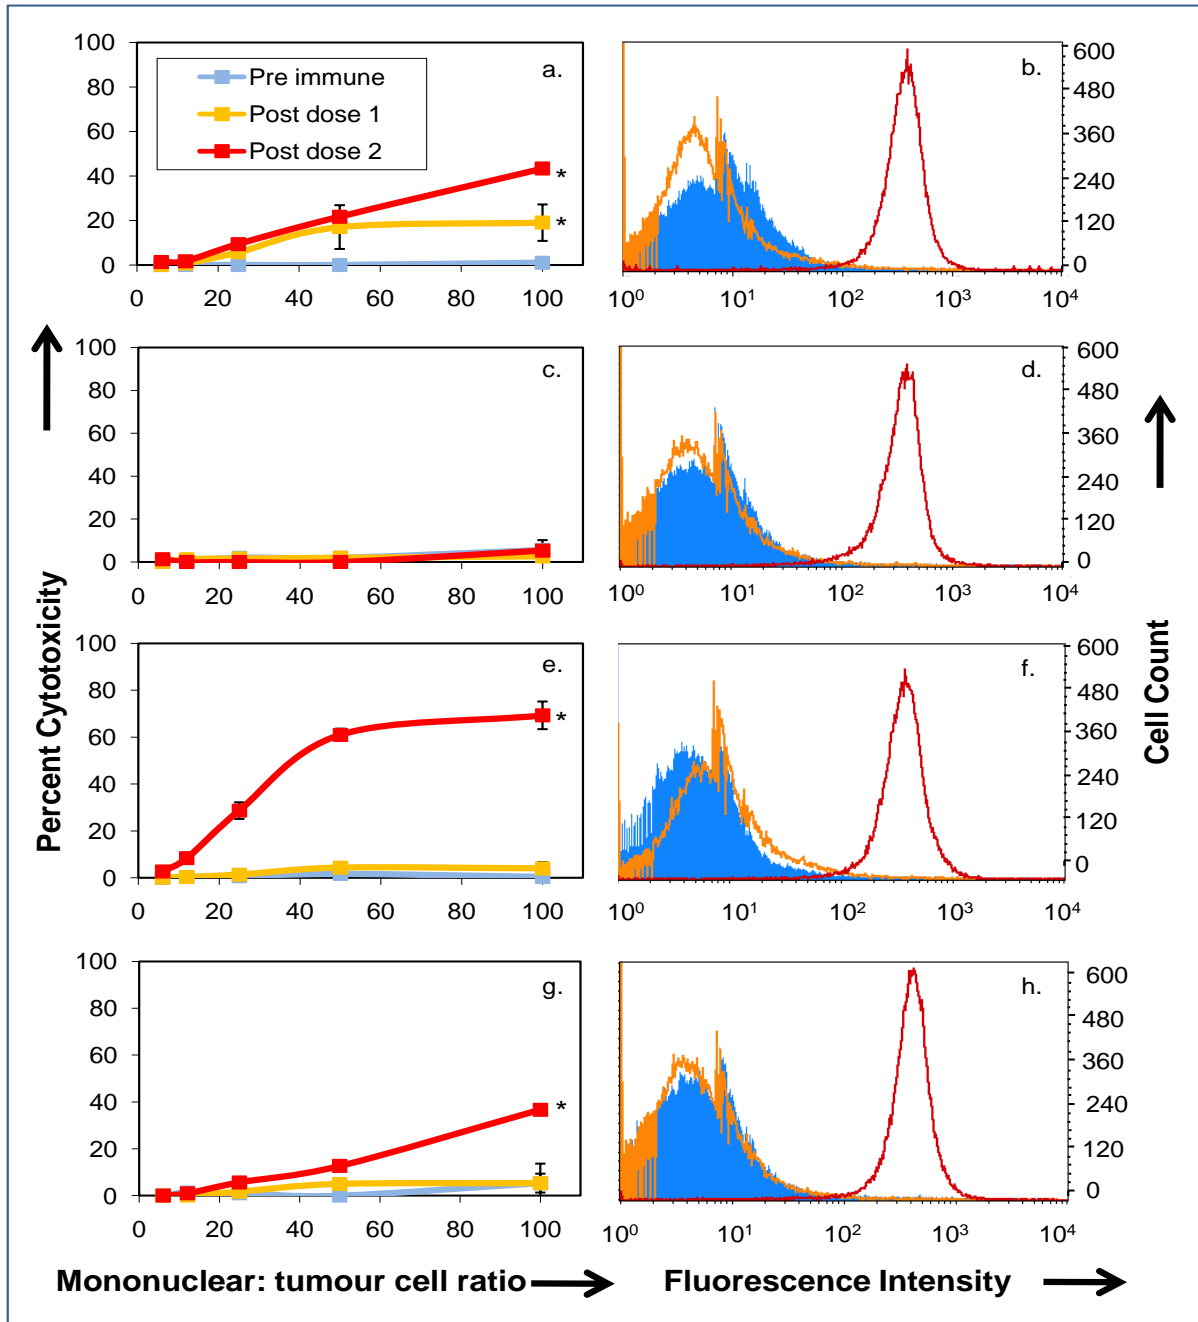 100
80
60
40
20
0
0 20 40 60 80 100
Pre immune
Post dose 1
Post dose 2
a.
*
*
b.
600
480
360
240
120
0
10⁰ 10¹ 10² 10³ 10⁴
100
80
60
40
20
0
0 20 40 60 80 100
c.
d.
600
480
360
240
120
0
10⁰ 10¹ 10² 10³ 10⁴
100
80
60
40
20
0
0 20 40 60 80 100
e.
*
f.
600
480
360
240
120
0
10⁰ 10¹ 10² 10³ 10⁴
100
80
60
40
20
0
0 20 40 60 80 100
g.
*
h.
600
480
360
240
120
0
10⁰ 10¹ 10² 10³ 10⁴
Percent Cytotoxicity
Cell Count
Mononuclear: tumour cell ratio
Fluorescence Intensity